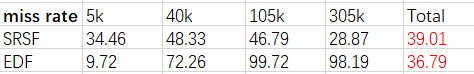 miss rate 5k 40k 105k 305k Total
SRSF 34.46 48.33 46.79 28.87 39.01
EDF 9.72 72.26 99.72 98.19 36.79